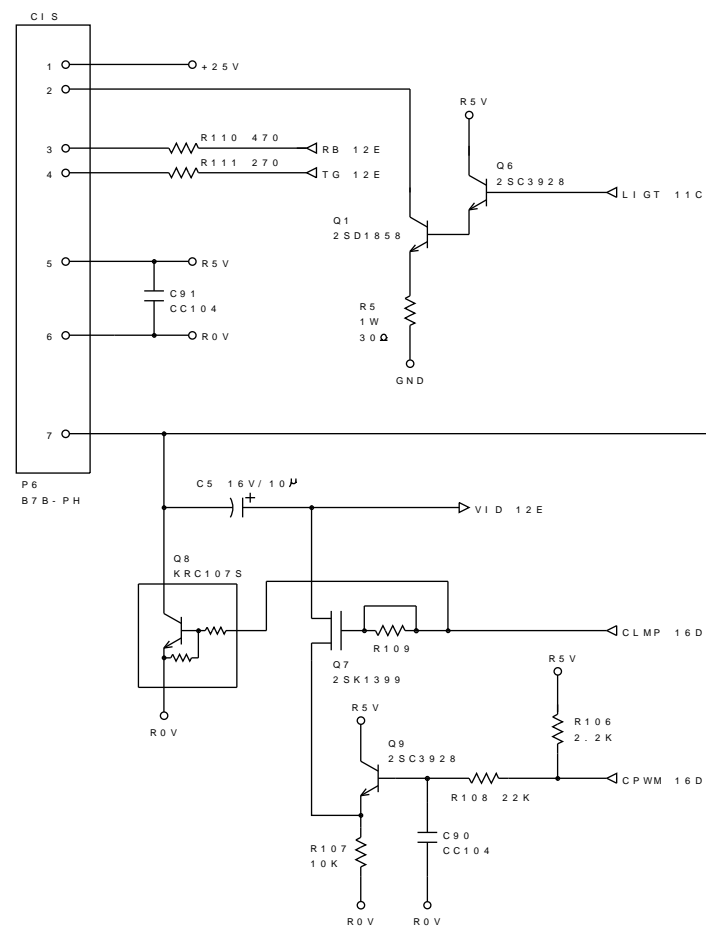 CIS
1
+25V
2
R5V
R110 470
3
RB 12E
R111 270
4
TG 12E
Q6
2SC3928
LIGT 11C
Q1
2SD1858
5
R5V
C91
CC104
R5
1W
30Ω
6
R0V
GND
7
P6
B7B-PH
C5 16V/10μ
+
VID 12E
Q8
KRC107S
CLMP 16D
R109
Q7
2SK1399
R5V
R0V
R5V
R106
2.2K
Q9
2SC3928
CPWM 16D
R108 22K
C90
CC104
R107
10K
R0V
R0V